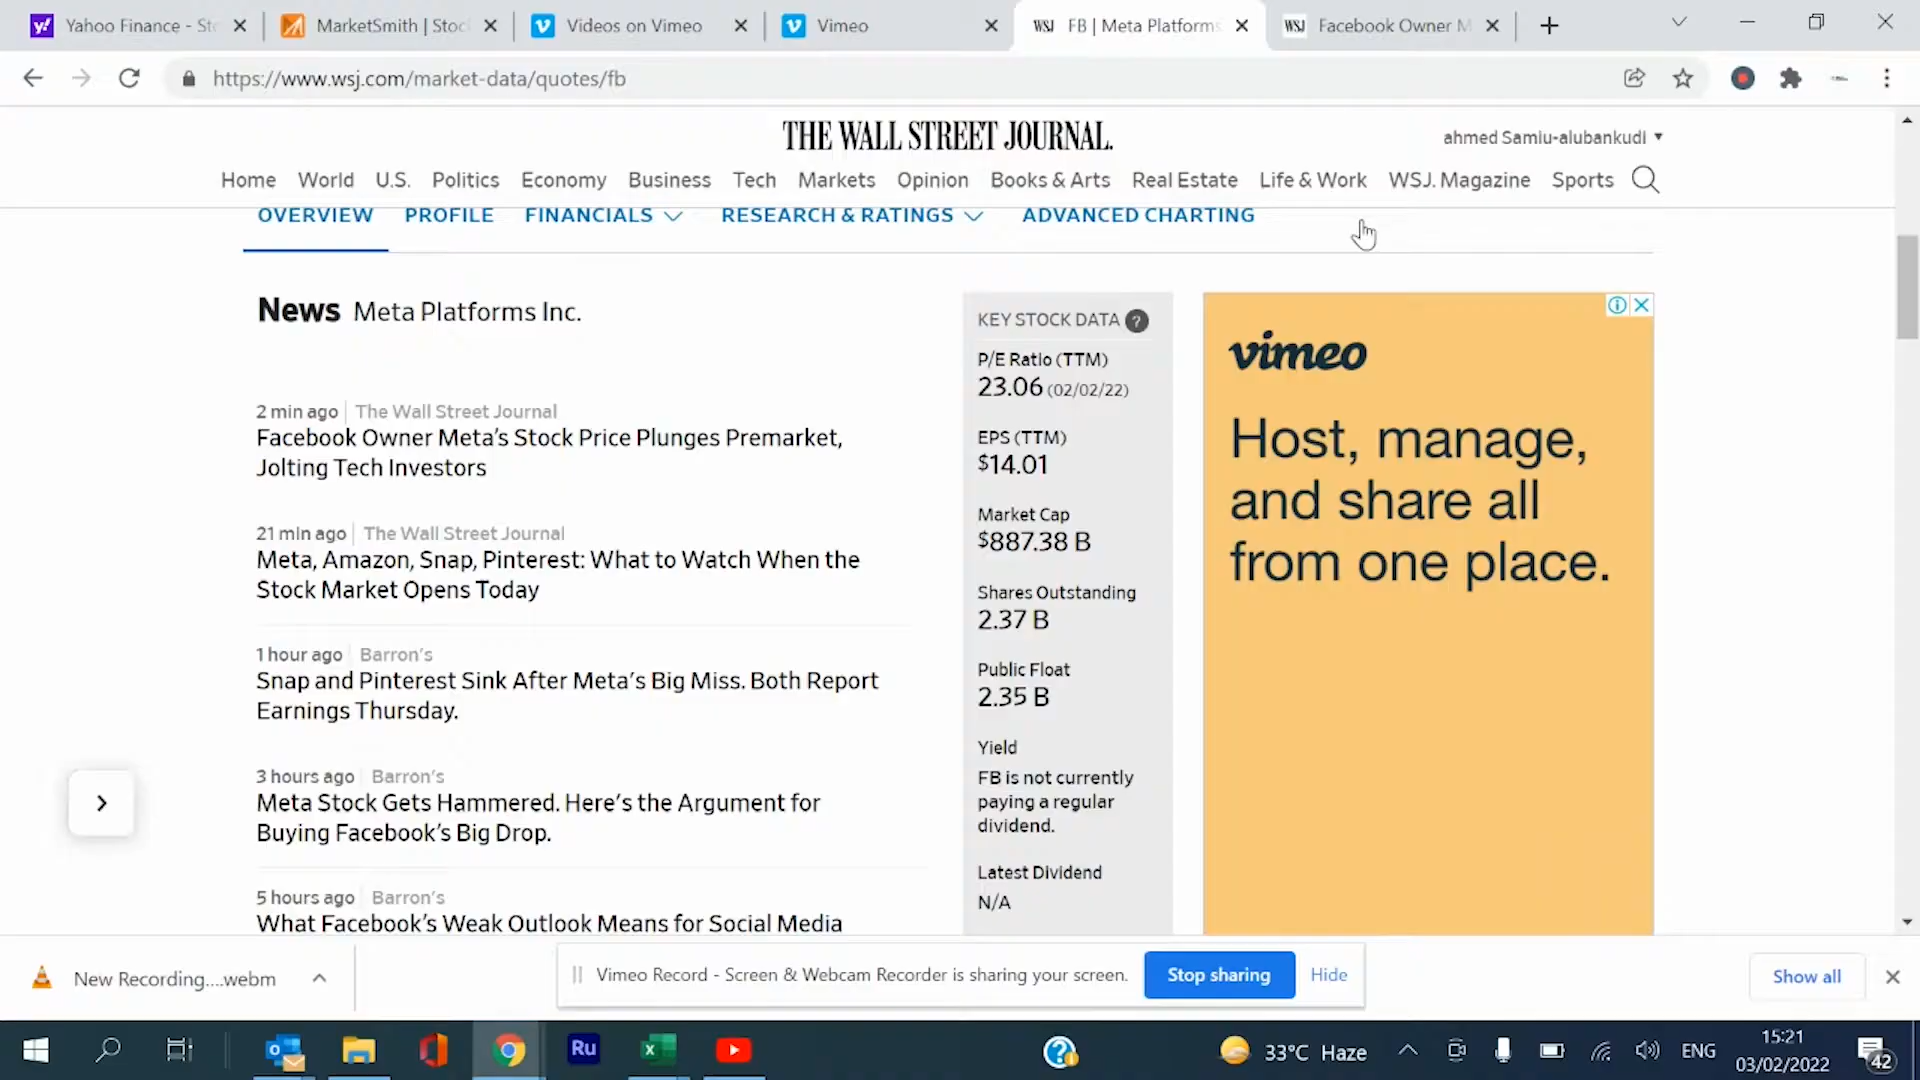 Yahoo Finance - Sto
MarketSmith | Stoc
Videos on Vimeo
Vimeo
WSJ FB | Meta Platforms
WSJ Facebook Owner M
https://www.wsj.com/market-data/quotes/fb
THE WALL STREET JOURNAL.
ahmed Samiu-alubankudi
Home World U.S. Politics Economy Business Tech Markets Opinion Books & Arts Real Estate Life & Work WSJ. Magazine Sports
OVERVIEW PROFILE FINANCIALS RESEARCH & RATINGS ADVANCED CHARTING
News Meta Platforms Inc.
2 min ago The Wall Street Journal
Facebook Owner Meta's Stock Price Plunges Premarket,
Jolting Tech Investors
21 min ago The Wall Street Journal
Meta, Amazon, Snap, Pinterest: What to Watch When the
Stock Market Opens Today
1 hour ago Barron's
Snap and Pinterest Sink After Meta's Big Miss. Both Report
Earnings Thursday.
3 hours ago Barron's
Meta Stock Gets Hammered. Here's the Argument for
Buying Facebook's Big Drop.
5 hours ago Barron's
What Facebook's Weak Outlook Means for Social Media
KEY STOCK DATA ?
P/E Ratio (TTM)
23.06 (02/02/22)
EPS (TTM)
$14.01
Market Cap
$887.38 B
Shares Outstanding
2.37 B
Public Float
2.35 B
Yield
FB is not currently
paying a regular
dividend.
Latest Dividend
N/A
vimeo
Host, manage,
and share all
from one place.
New Recording....webm
Vimeo Record - Screen & Webcam Recorder is sharing your screen. Stop sharing Hide
Show all
Ru
33°C Haze
ENG
15:21
03/02/2022
42